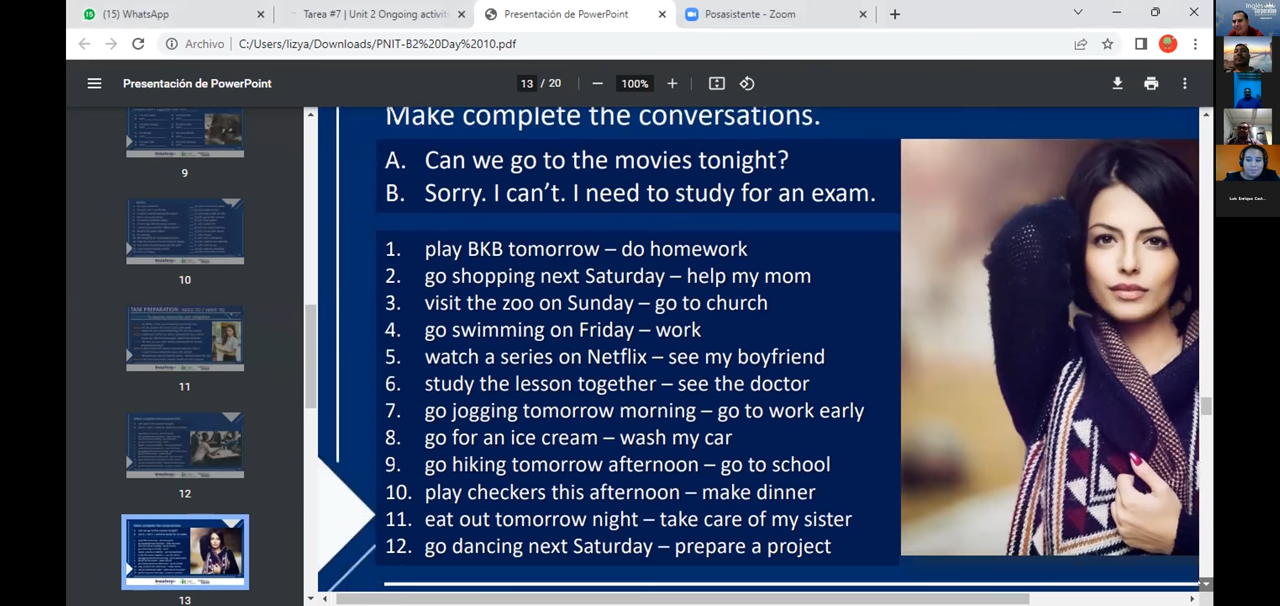 (15) WhatsApp
Tarea #7 | Unit 2 Ongoing activit
Presentación de PowerPoint
Posasistente - Zoom
Archivo
C:/Users/lizya/Downloads/PNIT-B2%20Day%2010.pdf
Presentación de PowerPoint
13 / 20
100%
Make complete the conversations.
A. Can we go to the movies tonight?
B. Sorry. I can't. I need to study for an exam.
1. play BKB tomorrow – do homework
2. go shopping next Saturday – help my mom
3. visit the zoo on Sunday – go to church
4. go swimming on Friday – work
5. watch a series on Netflix – see my boyfriend
6. study the lesson together – see the doctor
7. go jogging tomorrow morning – go to work early
8. go for an ice cream – wash my car
9. go hiking tomorrow afternoon – go to school
10. play checkers this afternoon – make dinner
11. eat out tomorrow night – take care of my sister
12. go dancing next Saturday – prepare a project
9
10
11
12
13
Inglés
Corporativo
Luis Enrique Cast...